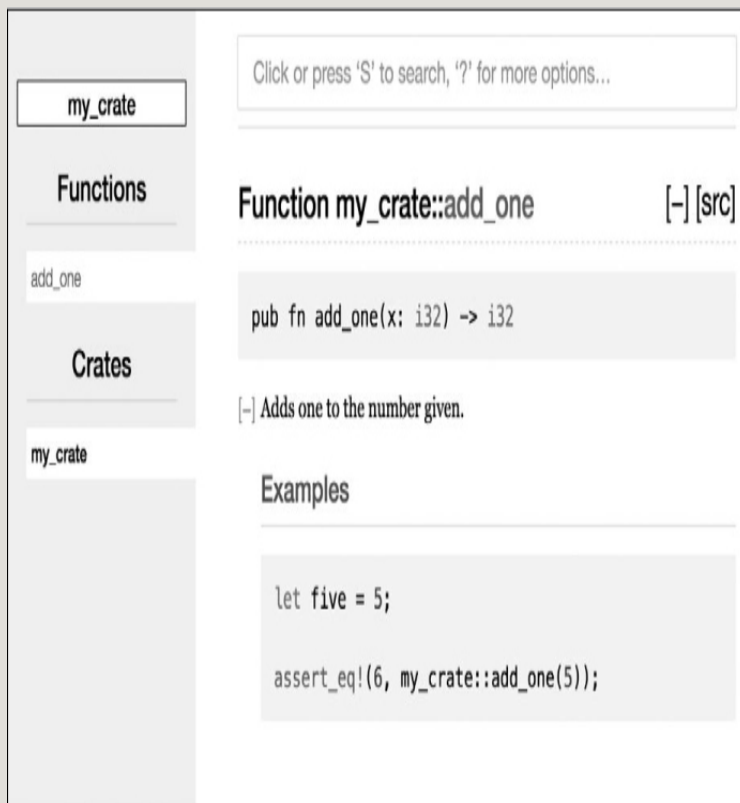 my_crate
Functions
add_one
Crates
my_crate
Click or press ‘S’ to search, ‘?’ for more options...
Function my_crate::add_one [−] [src]
pub fn add_one(x: i32) -> i32
[−] Adds one to the number given.
Examples
let five = 5;
assert_eq!(6, my_crate::add_one(5));